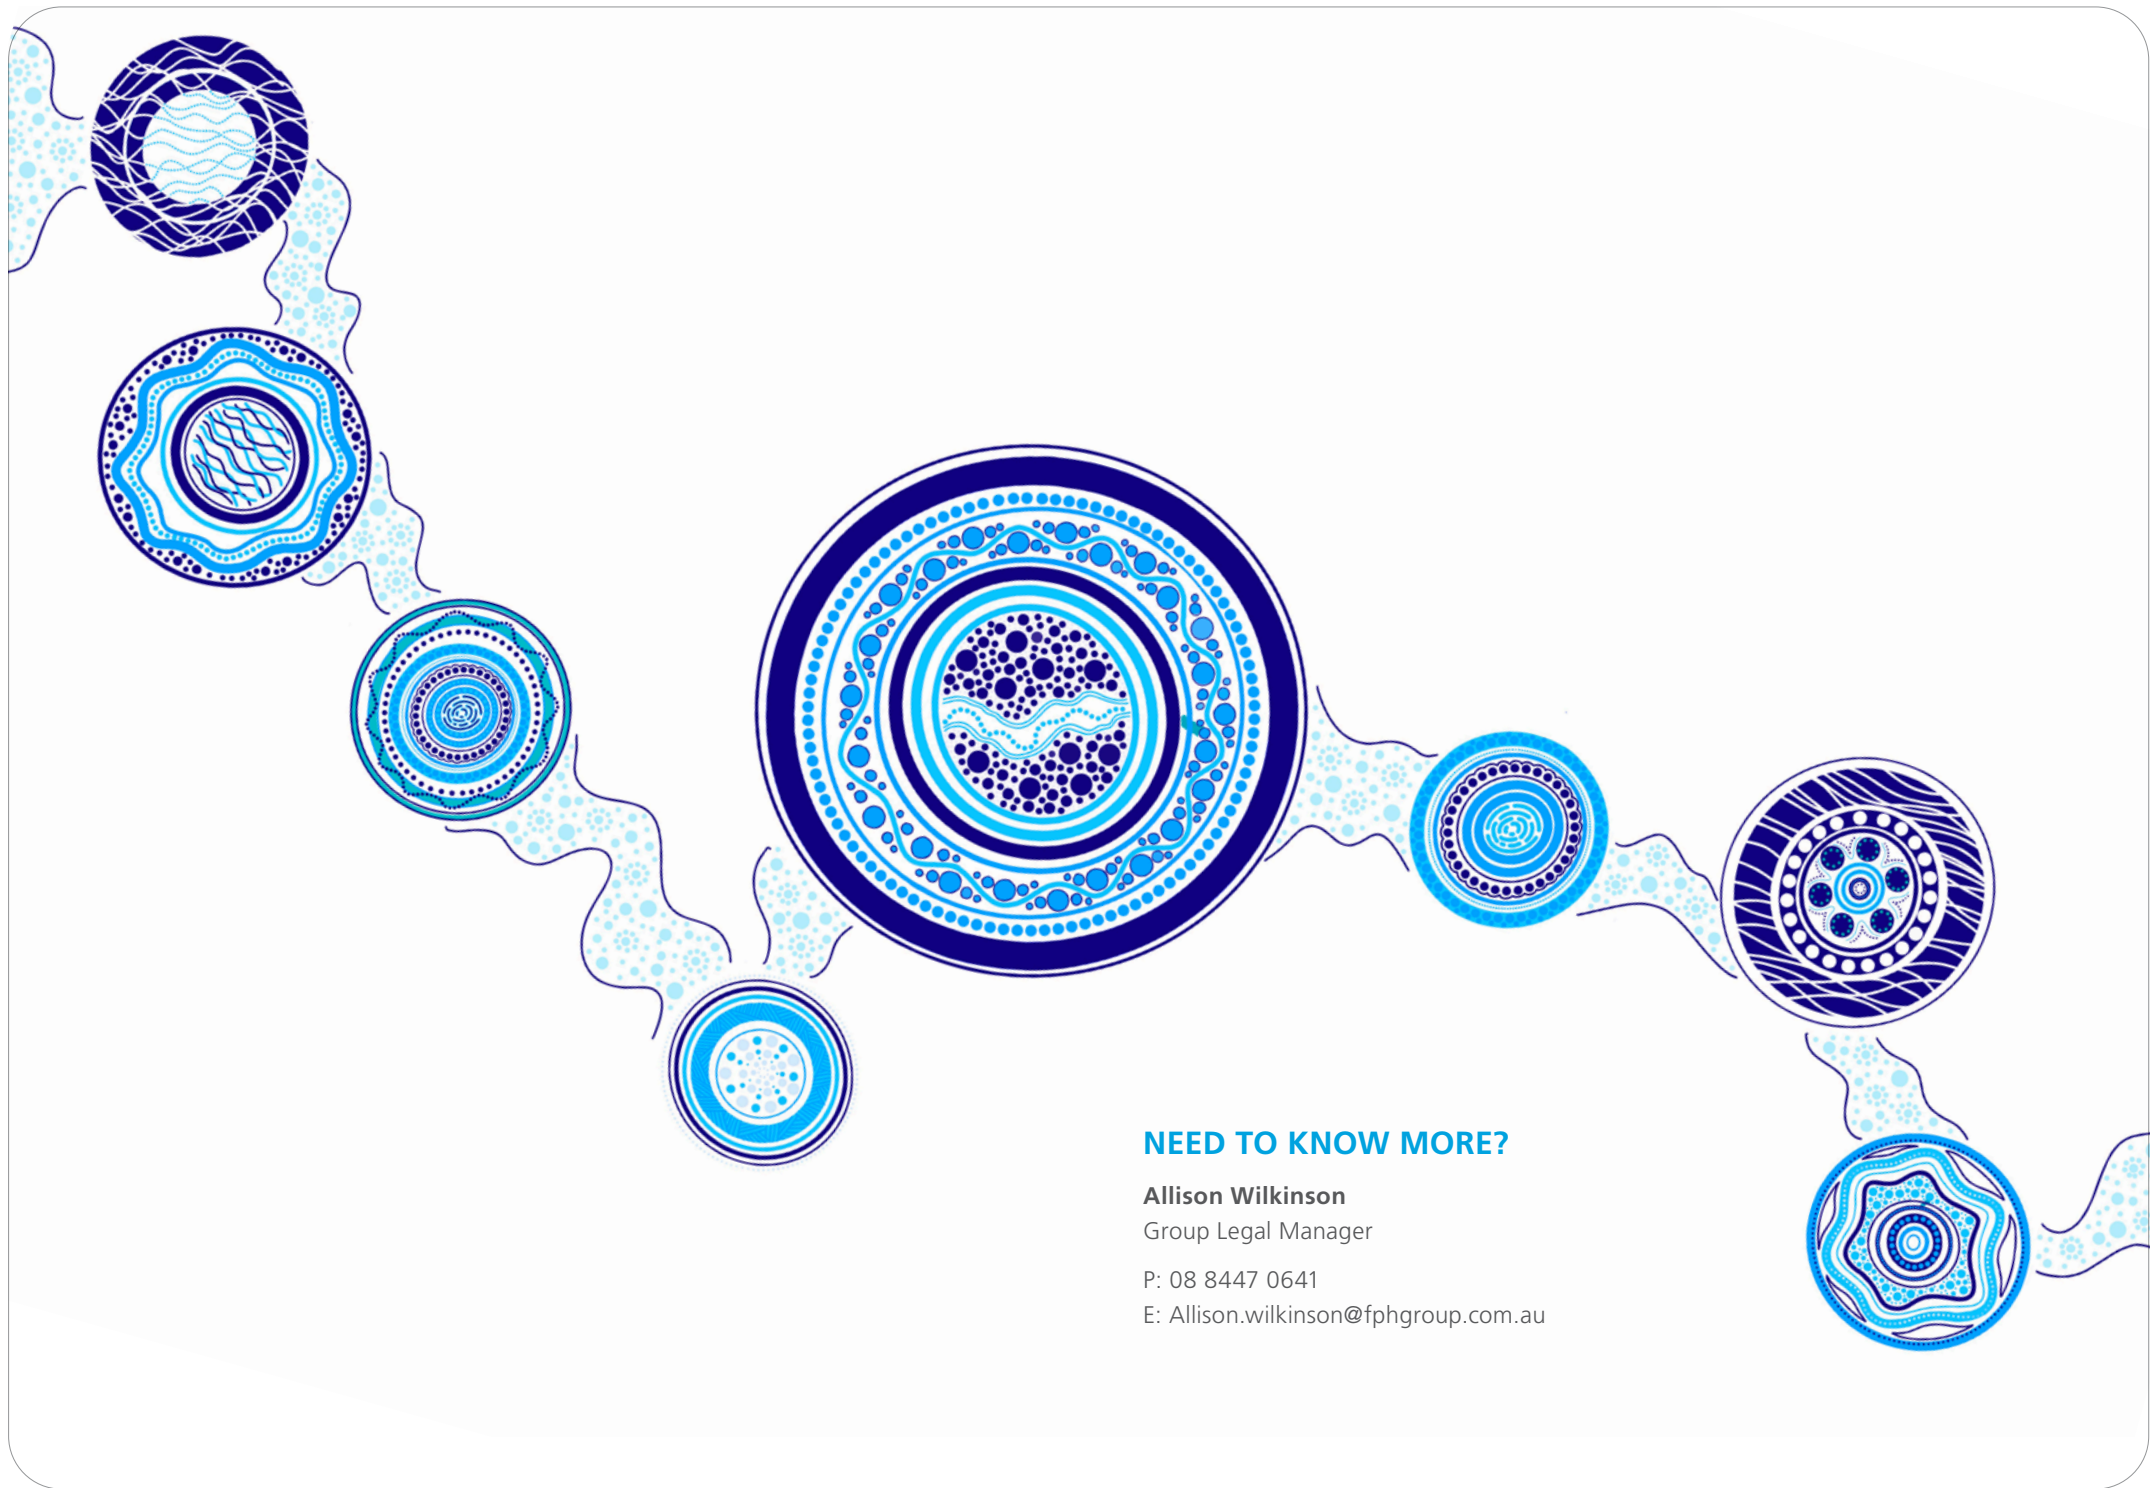 NEED TO KNOW MORE?
Allison Wilkinson
Group Legal Manager
P: 08 8447 0641
E: Allison.wilkinson@fphgroup.com.au